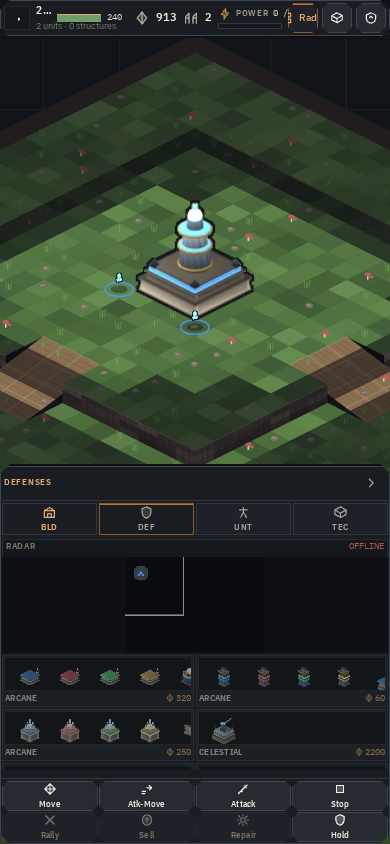 2...
240
913
2
POWER 0 /
Rad
2 units · 0 structures
DEFENSES
BLD
DEF
UNT
TEC
RADAR
OFFLINE
ARCANE
320
ARCANE
60
ARCANE
250
CELESTIAL
2200
Move
Atk-Move
Attack
Stop
Rally
Sell
Repair
Hold